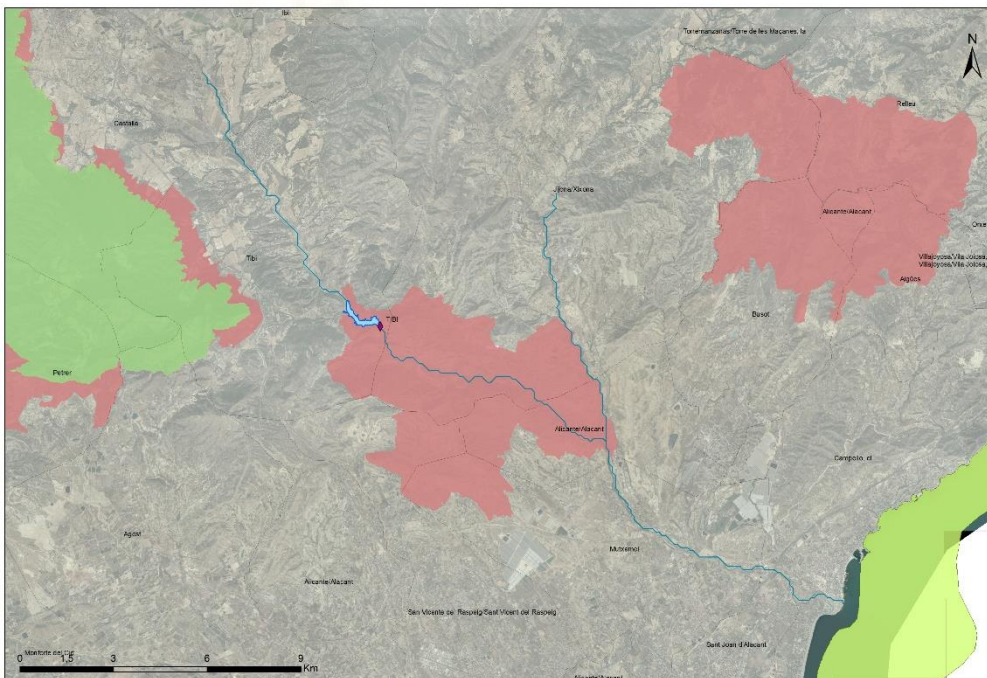 Ibi
Torremanzanas/Torre de les Maçanes, la
N
Relleu
Castalla
Jijona/Xixona
Alicante/Alacant
Orxeta
Tibi
Villajoyosa/Vila Joiosa,
Villajoyosa/Vila Joiosa,
Aigües
Busot
TIBI
Petrer
Alicante/Alacant
Campello, el
Agost
Mutxamel
Alicante/Alacant
San Vicente del Raspeig/Sant Vicent del Raspeig
Sant Joan d'Alacant
Monforte del Cid
0 1,5 3 6 9
Km
Alicante/Alacant